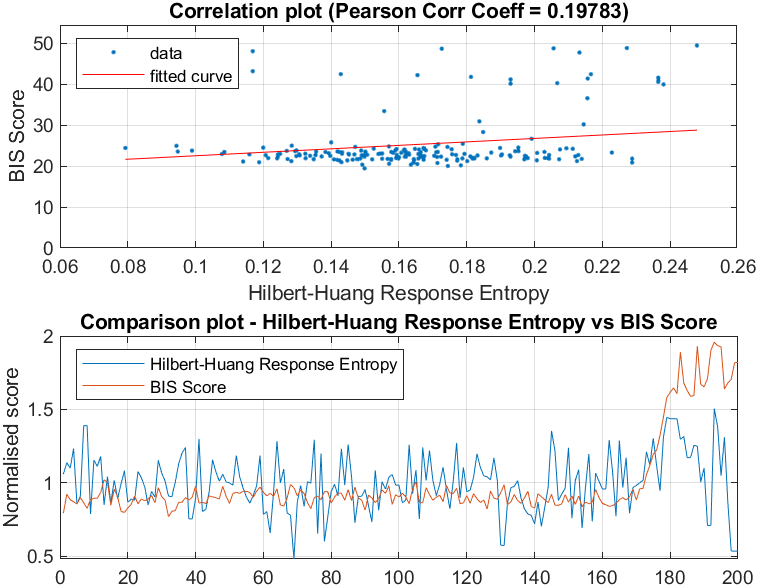 Correlation plot (Pearson Corr Coeff = 0.19783)
50
40
30
20
10
0
BIS Score
data
fitted curve
0.06 0.08 0.1 0.12 0.14 0.16 0.18 0.2 0.22 0.24 0.26
Hilbert-Huang Response Entropy
Comparison plot - Hilbert-Huang Response Entropy vs BIS Score
2
1.5
1
0.5
Normalised score
Hilbert-Huang Response Entropy
BIS Score
0 20 40 60 80 100 120 140 160 180 200